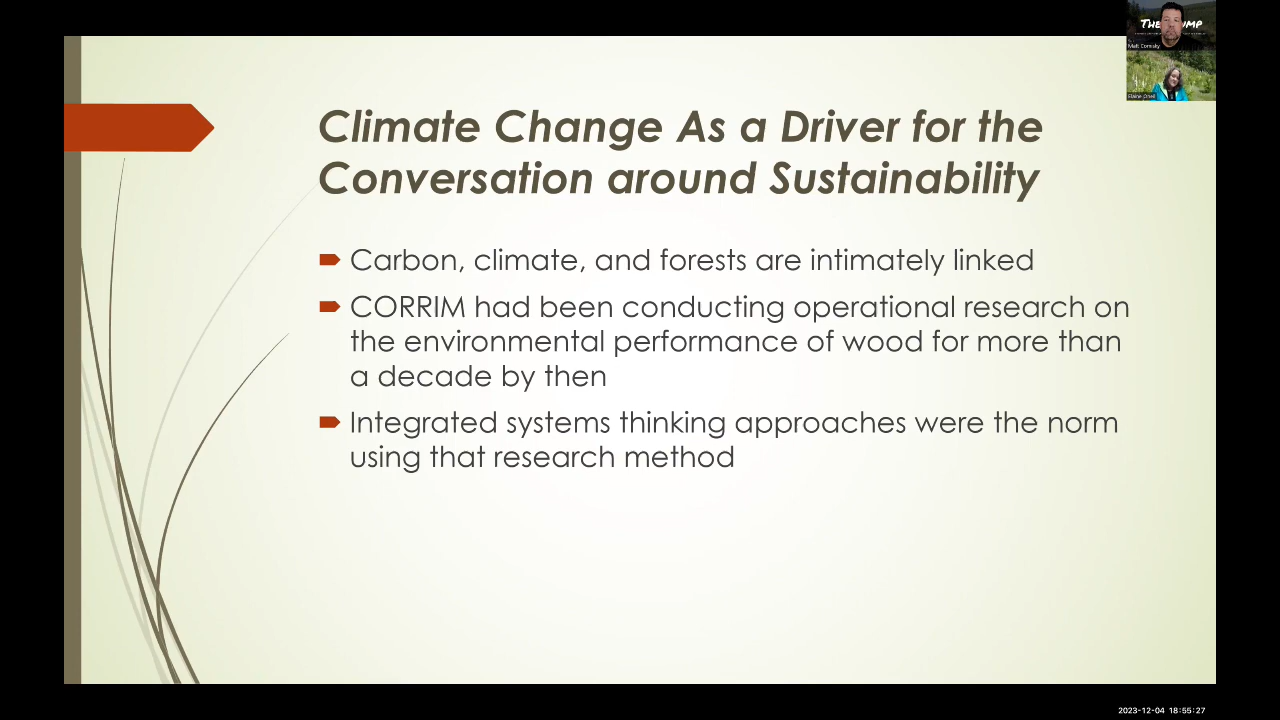 Matt Comisky
Elaine Oneil
Climate Change As a Driver for the
Conversation around Sustainability
Carbon, climate, and forests are intimately linked
CORRIM had been conducting operational research on
the environmental performance of wood for more than
a decade by then
Integrated systems thinking approaches were the norm
using that research method
2023-12-04 18:55:27